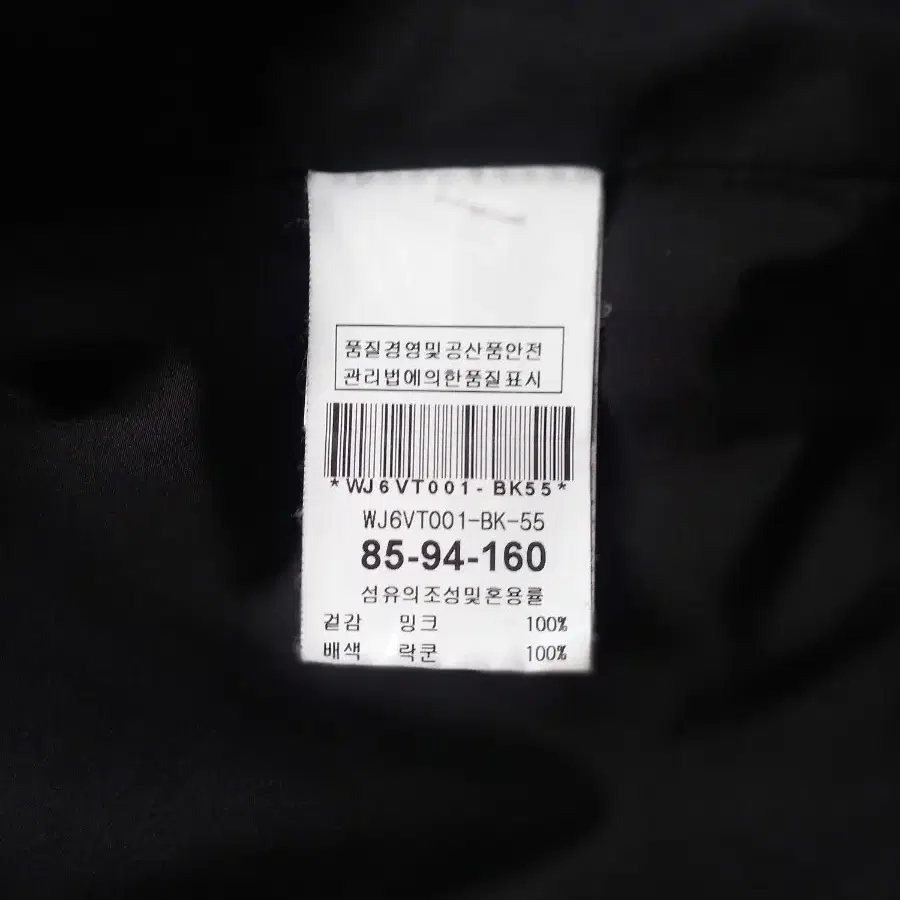 품질경영및공산품안전
관리법에의한품질표시
*WJ6VT001-BK55*
WJ6VT001-BK-55
85-94-160
섬유의조성및혼용률
겉감 밍크 100%
배색 락쿤 100%